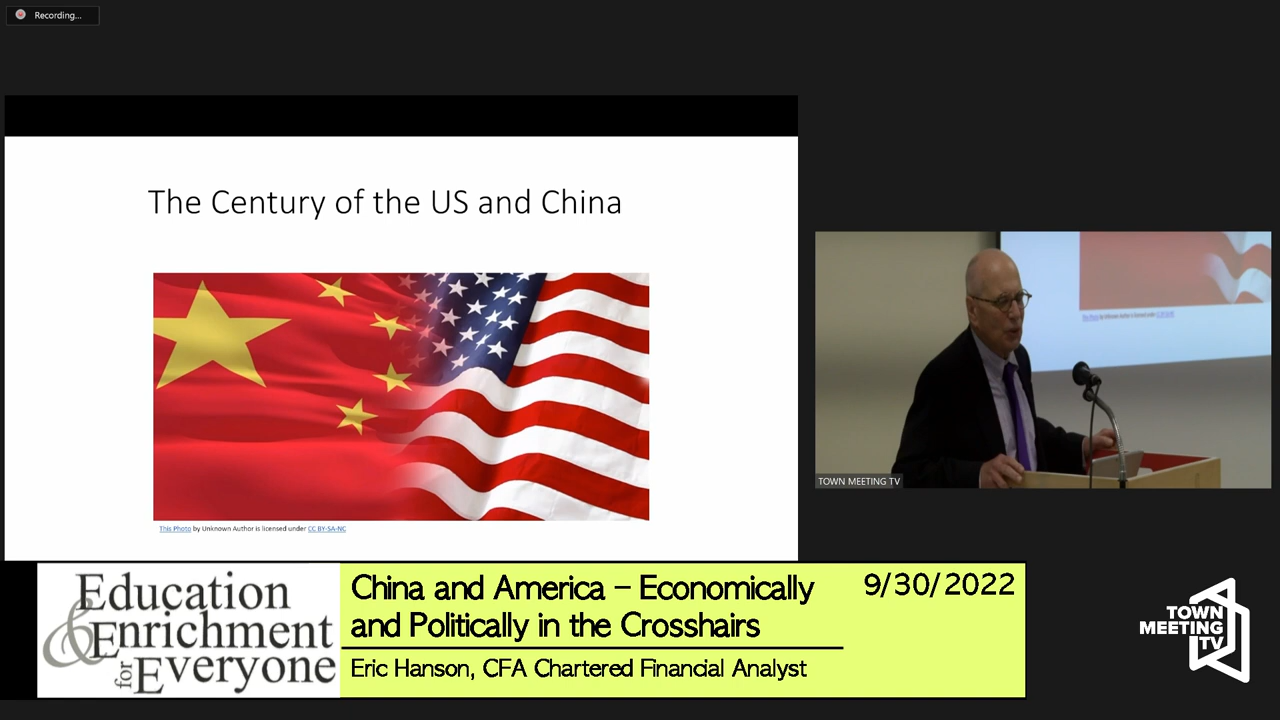 Recording...
The Century of the US and China
This Photo by Unknown Author is licensed under CC BY-SA-NC
TOWN MEETING TV
Education
& Enrichment
for Everyone
China and America – Economically
and Politically in the Crosshairs
9/30/2022
Eric Hanson, CFA Chartered Financial Analyst
TOWN
MEETING
TV